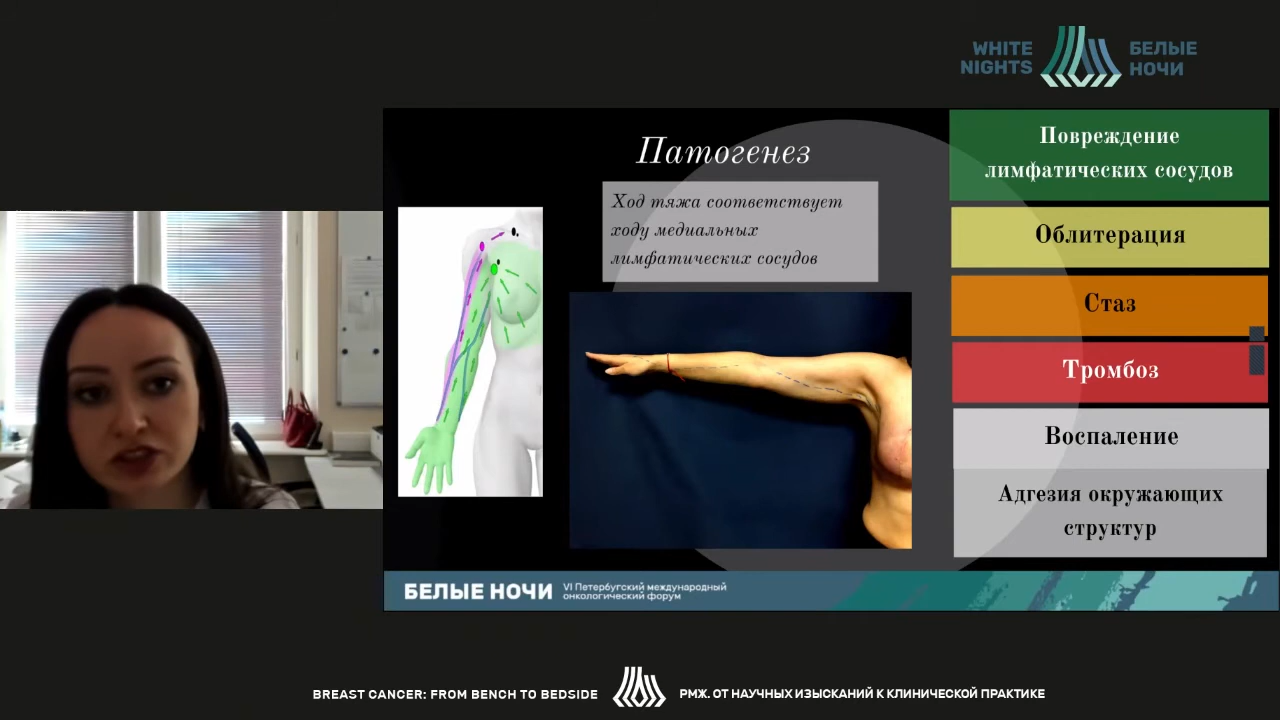 WHITE
NIGHTS
БЕЛЫЕ
НОЧИ
Патогенез
Ход тяжа соответствует
ходу медиальных
лимфатических сосудов
Повреждение
лимфатических сосудов
Облитерация
Стаз
Тромбоз
Воспаление
Адгезия окружающих
структур
БЕЛЫЕ НОЧИ
VI Петербугский международный
онкологический форум
BREAST CANCER: FROM BENCH TO BEDSIDE
РМЖ. ОТ НАУЧНЫХ ИЗЫСКАНИЙ К КЛИНИЧЕСКОЙ ПРАКТИКЕ